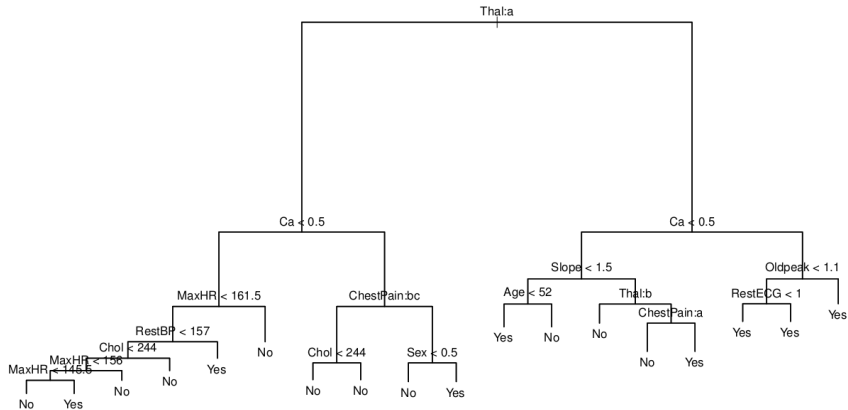 Thal:a
Ca < 0.5
Ca < 0.5
Slope < 1.5
Oldpeak < 1.1
MaxHR < 161.5
ChestPain:bc
Age < 52
Thal:b
RestECG < 1
ChestPain:a
Yes
RestBP < 157
Yes
No
No
Yes
Yes
Chol < 244
No
Chol < 244
Sex < 0.5
No
Yes
MaxHR < 156
MaxHR < 145.5
No
Yes
No
No
No
Yes
No
No
Yes
No